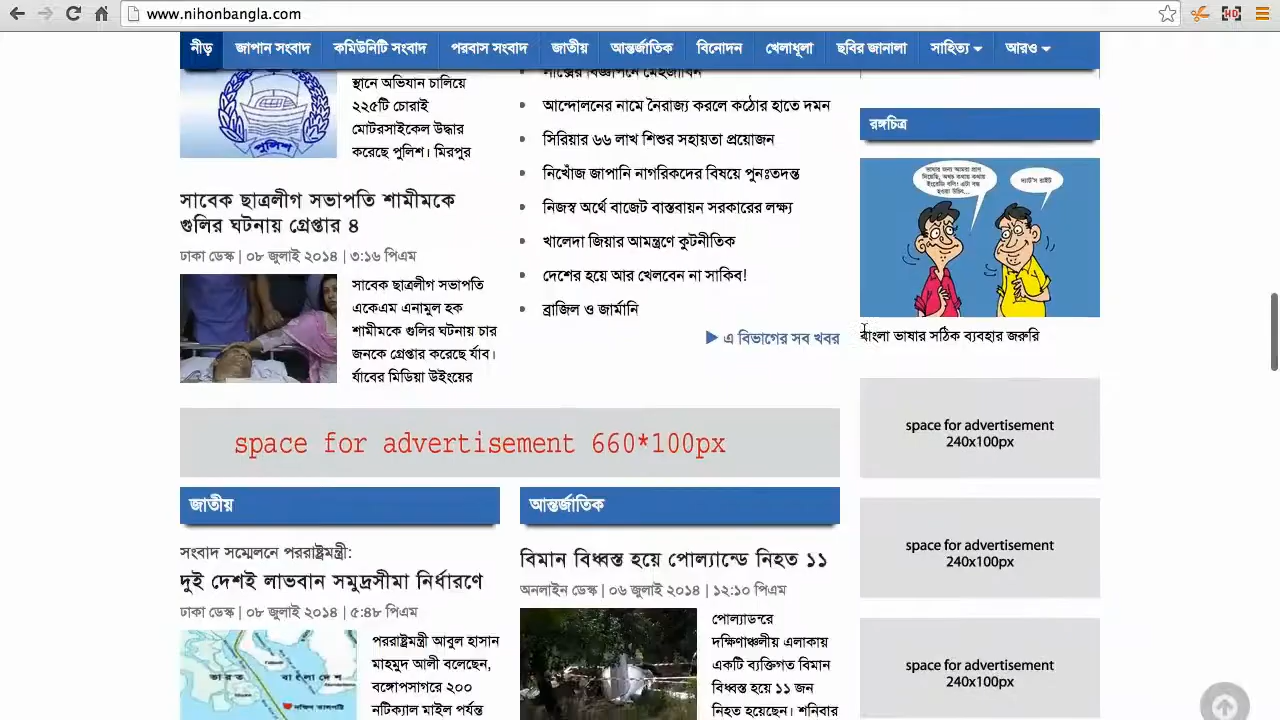 www.nihonbangla.com
HD
নীড় জাপান সংবাদ কমিউনিটি সংবাদ পরবাস সংবাদ জাতীয় আন্তর্জাতিক বিনোদন খেলাধূলা ছবির জানালা সাহিত্য আরও
স্থানে অভিযান চালিয়ে
২২৫টি চোরাই
মোটরসাইকেল উদ্ধার
করেছে পুলিশ। মিরপুর
পুলিশ
সাবেক ছাত্রলীগ সভাপতি শামীমকে
গুলির ঘটনায় গ্রেপ্তার ৪
ঢাকা ডেস্ক | ০৮ জুলাই ২০১৪ | ৩:১৬ পিএম
সাবেক ছাত্রলীগ সভাপতি
একেএম এনামুল হক
শামীমকে গুলির ঘটনায় চার
জনকে গ্রেপ্তার করেছে র্যাব।
র্যাবের মিডিয়া উইংয়ের
আন্দোলনের নামে নৈরাজ্য করলে কঠোর হাতে দমন
সিরিয়ার ৬৬ লাখ শিশুর সহায়তা প্রয়োজন
নিখোঁজ জাপানি নাগরিকদের বিষয়ে পুনঃতদন্ত
নিজস্ব অর্থে বাজেট বাস্তবায়ন সরকারের লক্ষ্য
খালেদা জিয়ার আমন্ত্রণে কুটনীতিক
দেশের হয়ে আর খেলবেন না সাকিব!
ব্রাজিল ও জার্মানি
এ বিভাগের সব খবর
রঙ্গচিত্র
বাংলা ভাষার সঠিক ব্যবহার জরুরি
space for advertisement 660*100px
space for advertisement
240x100px
space for advertisement
240x100px
space for advertisement
240x100px
জাতীয়
সংবাদ সম্মেলনে পররাষ্ট্রমন্ত্রী:
দুই দেশই লাভবান সমুদ্রসীমা নির্ধারণে
ঢাকা ডেস্ক | ০৮ জুলাই ২০১৪ | ৫:৪৮ পিএম
পররাষ্ট্রমন্ত্রী আবুল হাসান
মাহমুদ আলী বলেছেন,
বঙ্গোপসাগরে ২০০
নটিক্যাল মাইল পর্যন্ত
ভারত বাংলাদেশ
আন্তর্জাতিক
বিমান বিধ্বস্ত হয়ে পোল্যান্ডে নিহত ১১
অনলাইন ডেস্ক | ০৬ জুলাই ২০১৪ | ১২:১০ পিএম
পোল্যান্ডের
দক্ষিণাঞ্চলীয় এলাকায়
একটি ব্যক্তিগত বিমান
বিধ্বস্ত হয়ে ১১ জন
নিহত হয়েছেন। শনিবার